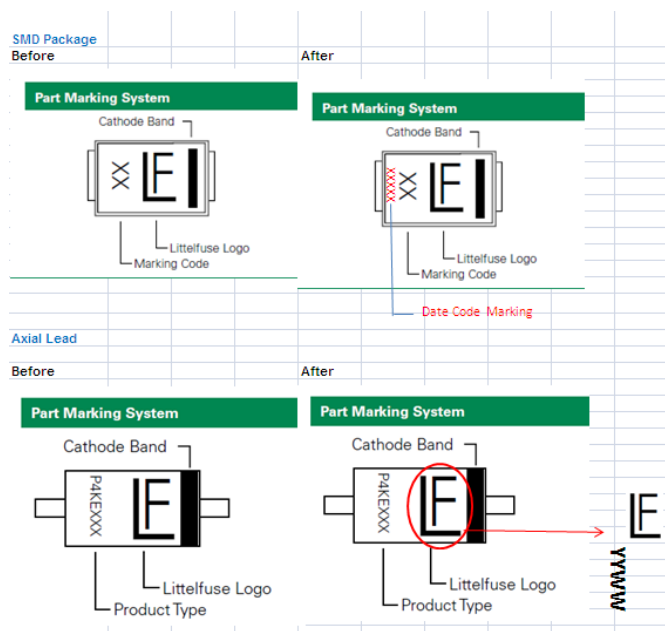 SMD Package
Before
After
Part Marking System
Cathode Band
XX
LF
Littelfuse Logo
Marking Code
Part Marking System
Cathode Band
XXXXX
XX
LF
Littelfuse Logo
Marking Code
Date Code Marking
Axial Lead
Before
After
Part Marking System
Cathode Band
P4KEXXX
LF
Littelfuse Logo
Product Type
Part Marking System
Cathode Band
P4KEXXX
LF
Littelfuse Logo
Product Type
LF
YYWW